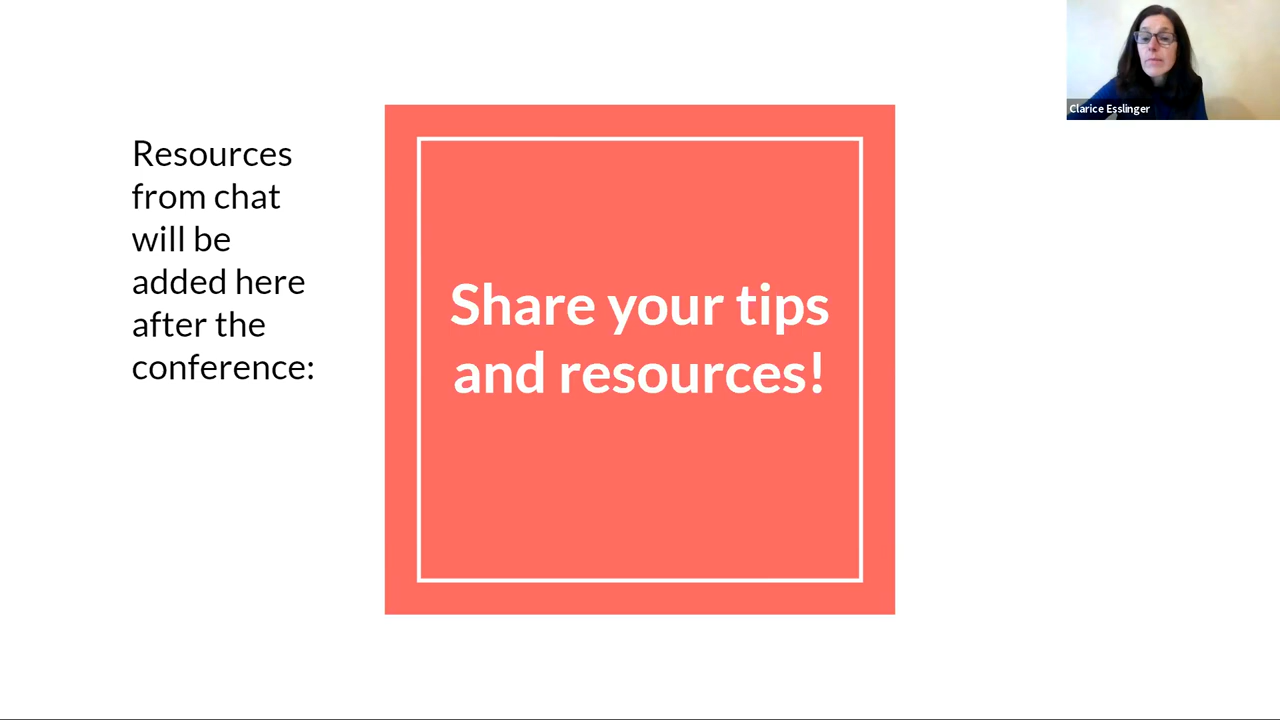 Resources
from chat
will be
added here
after the
conference:
Share your tips
and resources!
Clarice Esslinger